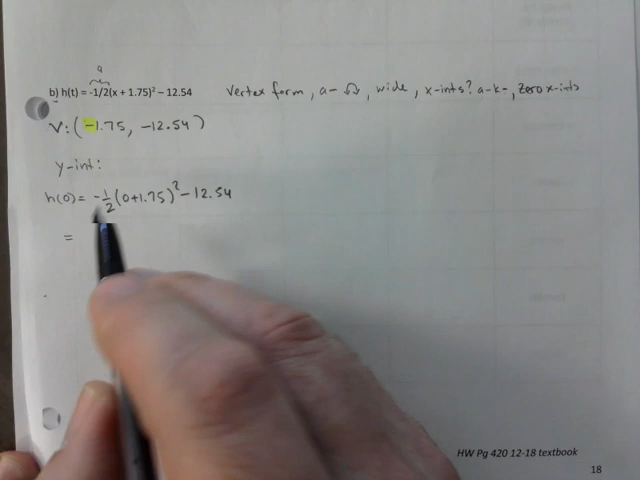 a
b) h(t) = -1/2(x + 1.75)² – 12.54 Vertex form, a-, wide, x-ints? a- k-, zero x-ints
V: (-1.75, -12.54)
y-int:
h(0) = -1/2(0+1.75)² - 12.54
=
HW Pg 420 12-18 textbook
18